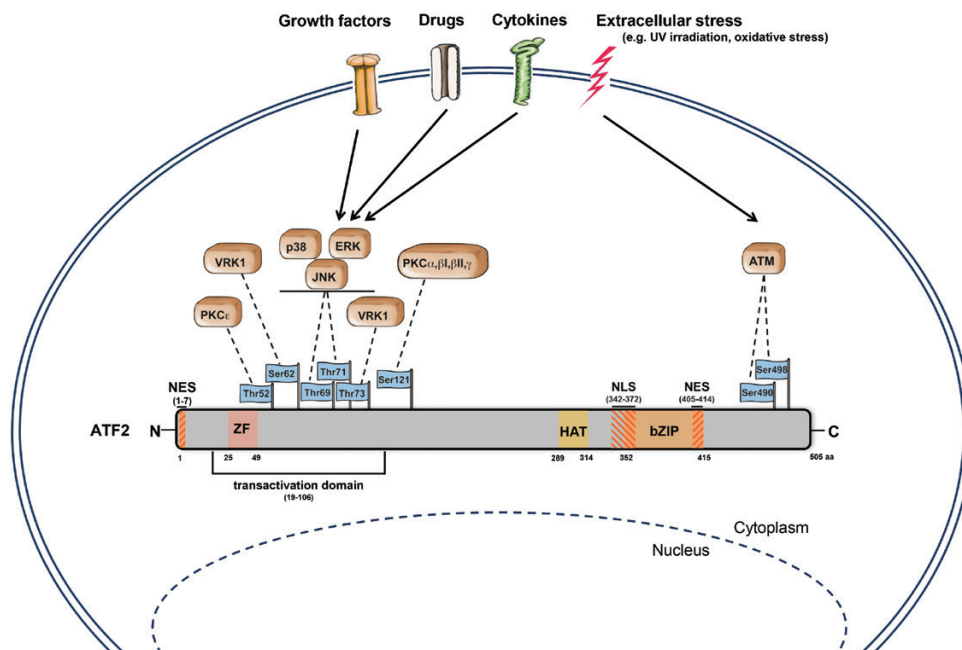 Growth factors
Drugs
Cytokines
Extracellular stress
(e.g. UV irradiation, oxidative stress)
p38
ERK
JNK
VRK1
PKCα,βI,βII,γ
ATM
PKCε
VRK1
Ser62
Thr71
Ser498
Thr52
Thr69
Thr73
Ser121
Ser490
NES
(1-7)
NLS
(342-372)
NES
(405-414)
ATF2
N
ZF
HAT
bZIP
C
1
25
49
289
314
352
415
505 aa
transactivation domain
(19-106)
Cytoplasm
Nucleus